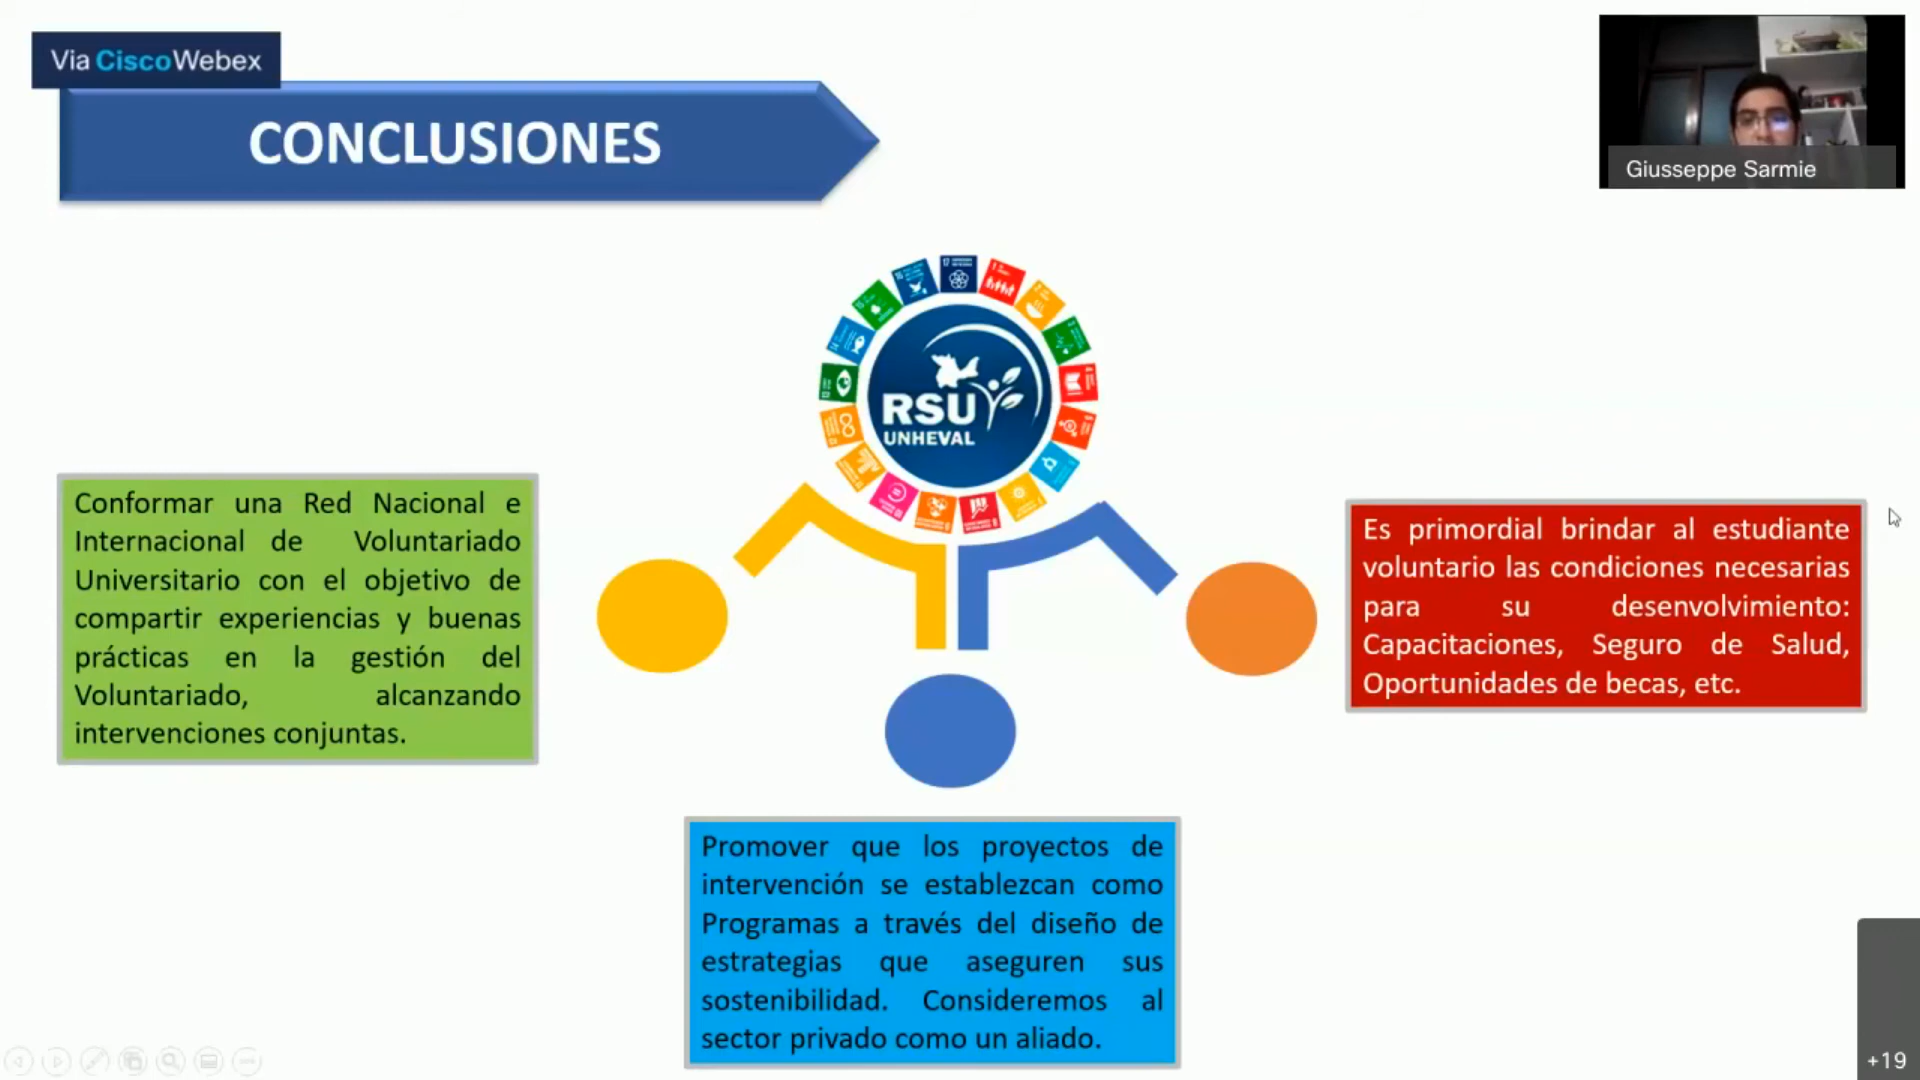 Via CiscoWebex
CONCLUSIONES
Giusseppe Sarmie
RSU
UNHEVAL
Conformar una Red Nacional e
Internacional de Voluntariado
Universitario con el objetivo de
compartir experiencias y buenas
prácticas en la gestión del
Voluntariado, alcanzando
intervenciones conjuntas.
Es primordial brindar al estudiante
voluntario las condiciones necesarias
para su desenvolvimiento:
Capacitaciones, Seguro de Salud,
Oportunidades de becas, etc.
Promover que los proyectos de
intervención se establezcan como
Programas a través del diseño de
estrategias que aseguren sus
sostenibilidad. Consideremos al
sector privado como un aliado.
+19